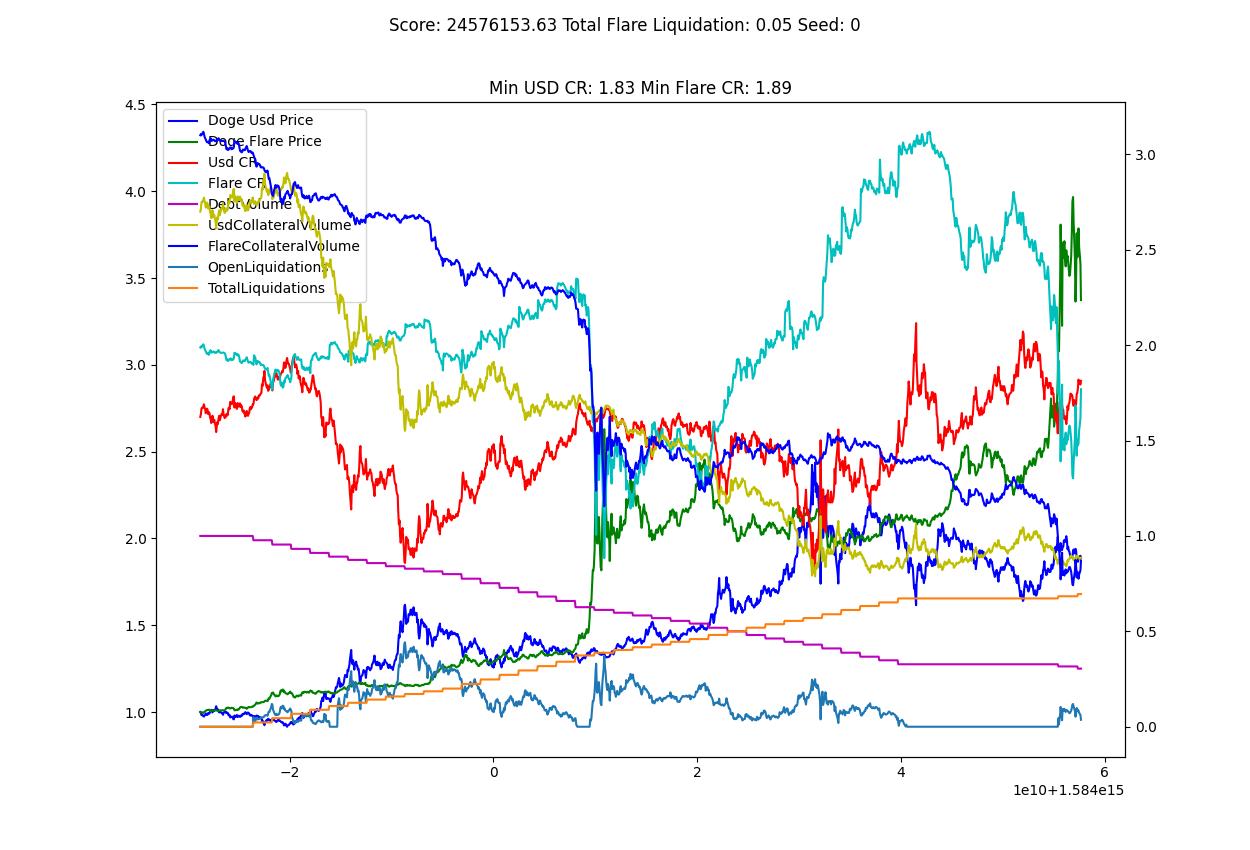 Score: 24576153.63 Total Flare Liquidation: 0.05 Seed: 0
Min USD CR: 1.83 Min Flare CR: 1.89
Doge Usd Price
Doge Flare Price
Usd CR
Flare CR
DebtVolume
UsdCollateralVolume
FlareCollateralVolume
OpenLiquidations
TotalLiquidations
4.5
4.0
3.5
3.0
2.5
2.0
1.5
1.0
3.0
2.5
2.0
1.5
1.0
0.5
0.0
−2 0 2 4 6
1e10+1.584e15